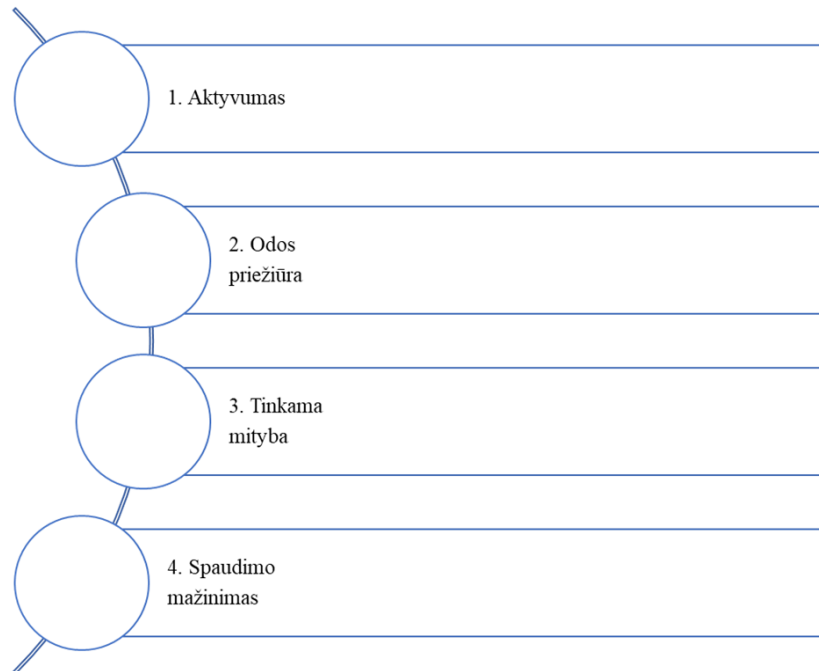 1. Aktyvumas
2. Odos
priežiūra
3. Tinkama
mityba
4. Spaudimo
mažinimas